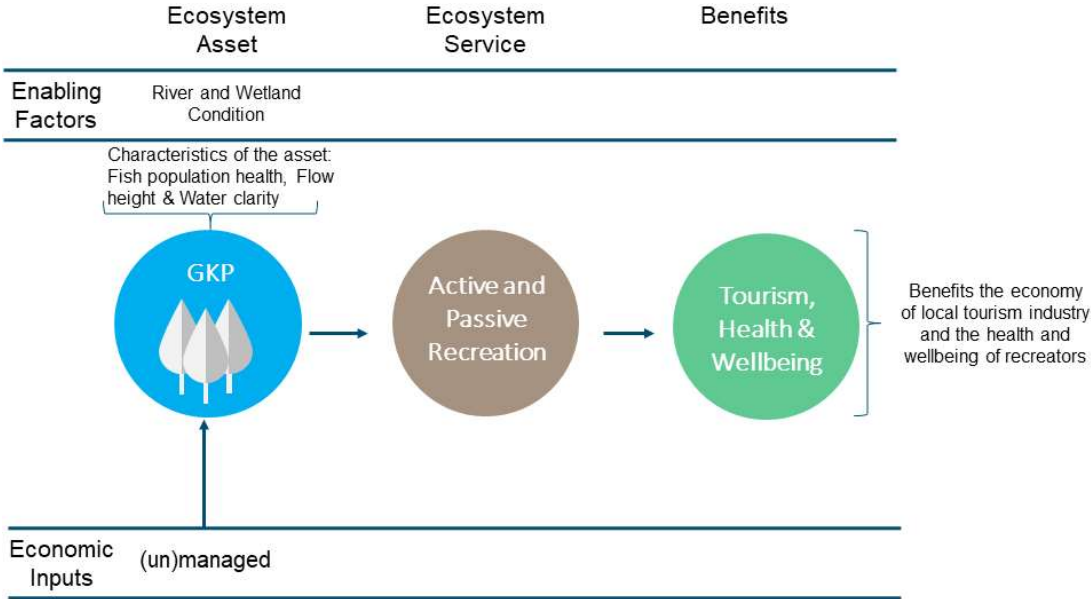 Ecosystem
Asset
Ecosystem
Service
Benefits
Enabling
Factors
River and Wetland
Condition
Characteristics of the asset:
Fish population health, Flow
height & Water clarity
GKP
Active and
Passive
Recreation
Tourism,
Health &
Wellbeing
Benefits the economy
of local tourism industry
and the health and
wellbeing of recreators
Economic
Inputs
(un)managed